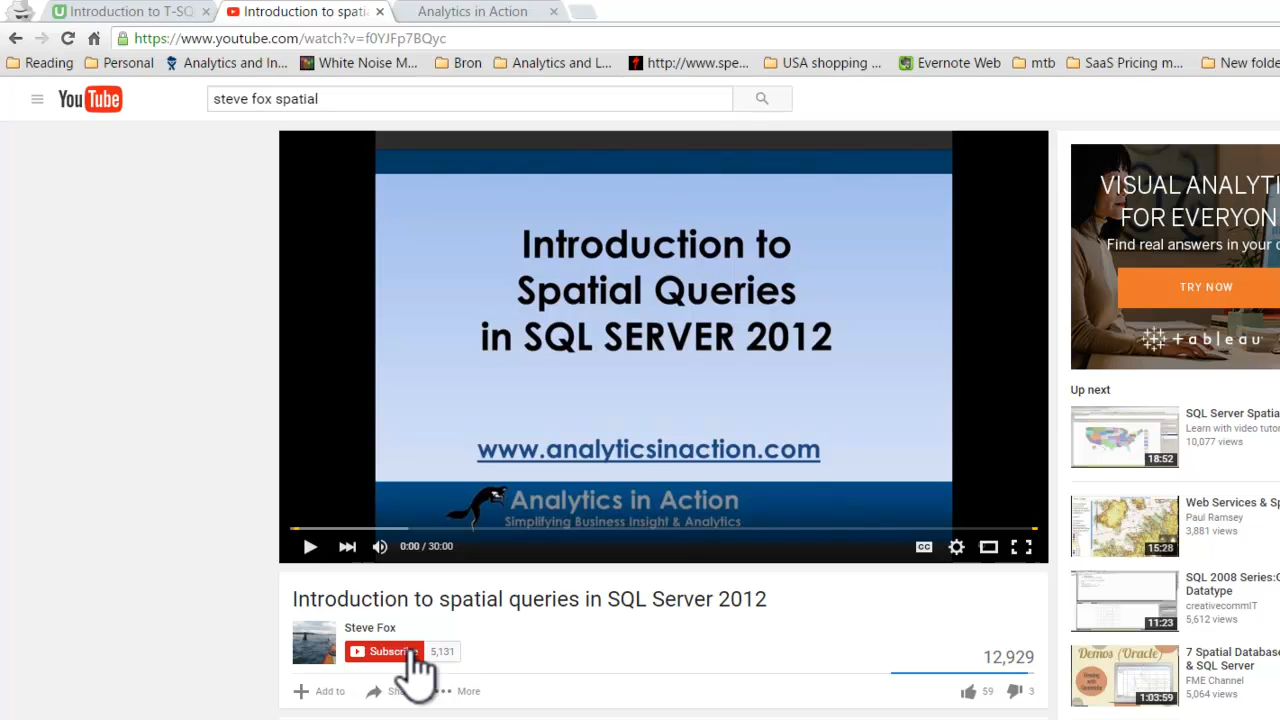 Introduction to T-SQ
Introduction to spati
Analytics in Action
https://www.youtube.com/watch?v=f0YJFp7BQyc
Reading
Personal
Analytics and In...
White Noise M...
Bron
Analytics and L...
http://www.spe...
USA shopping ...
Evernote Web
mtb
SaaS Pricing m...
New folde
YouTube
steve fox spatial
Introduction to
Spatial Queries
in SQL SERVER 2012
www.analyticsinaction.com
Analytics in Action
Simplifying Business Insight & Analytics
0:00 / 30:00
CC
Introduction to spatial queries in SQL Server 2012
Steve Fox
Subscribe 5,131
12,929
Add to
More
59
3
VISUAL ANALYTI
FOR EVERYON
Find real answers in your
TRY NOW
+ableau
Up next
SQL Server Spatia
Learn with video tutor
10,077 views
18:52
Web Services & Sp
Paul Ramsey
3,881 views
15:28
SQL 2008 Series:
Datatype
creativecommIT
5,612 views
11:23
Demos (Oracle)
7 Spatial Database
& SQL Server
FME Channel
5,064 views
1:03:59